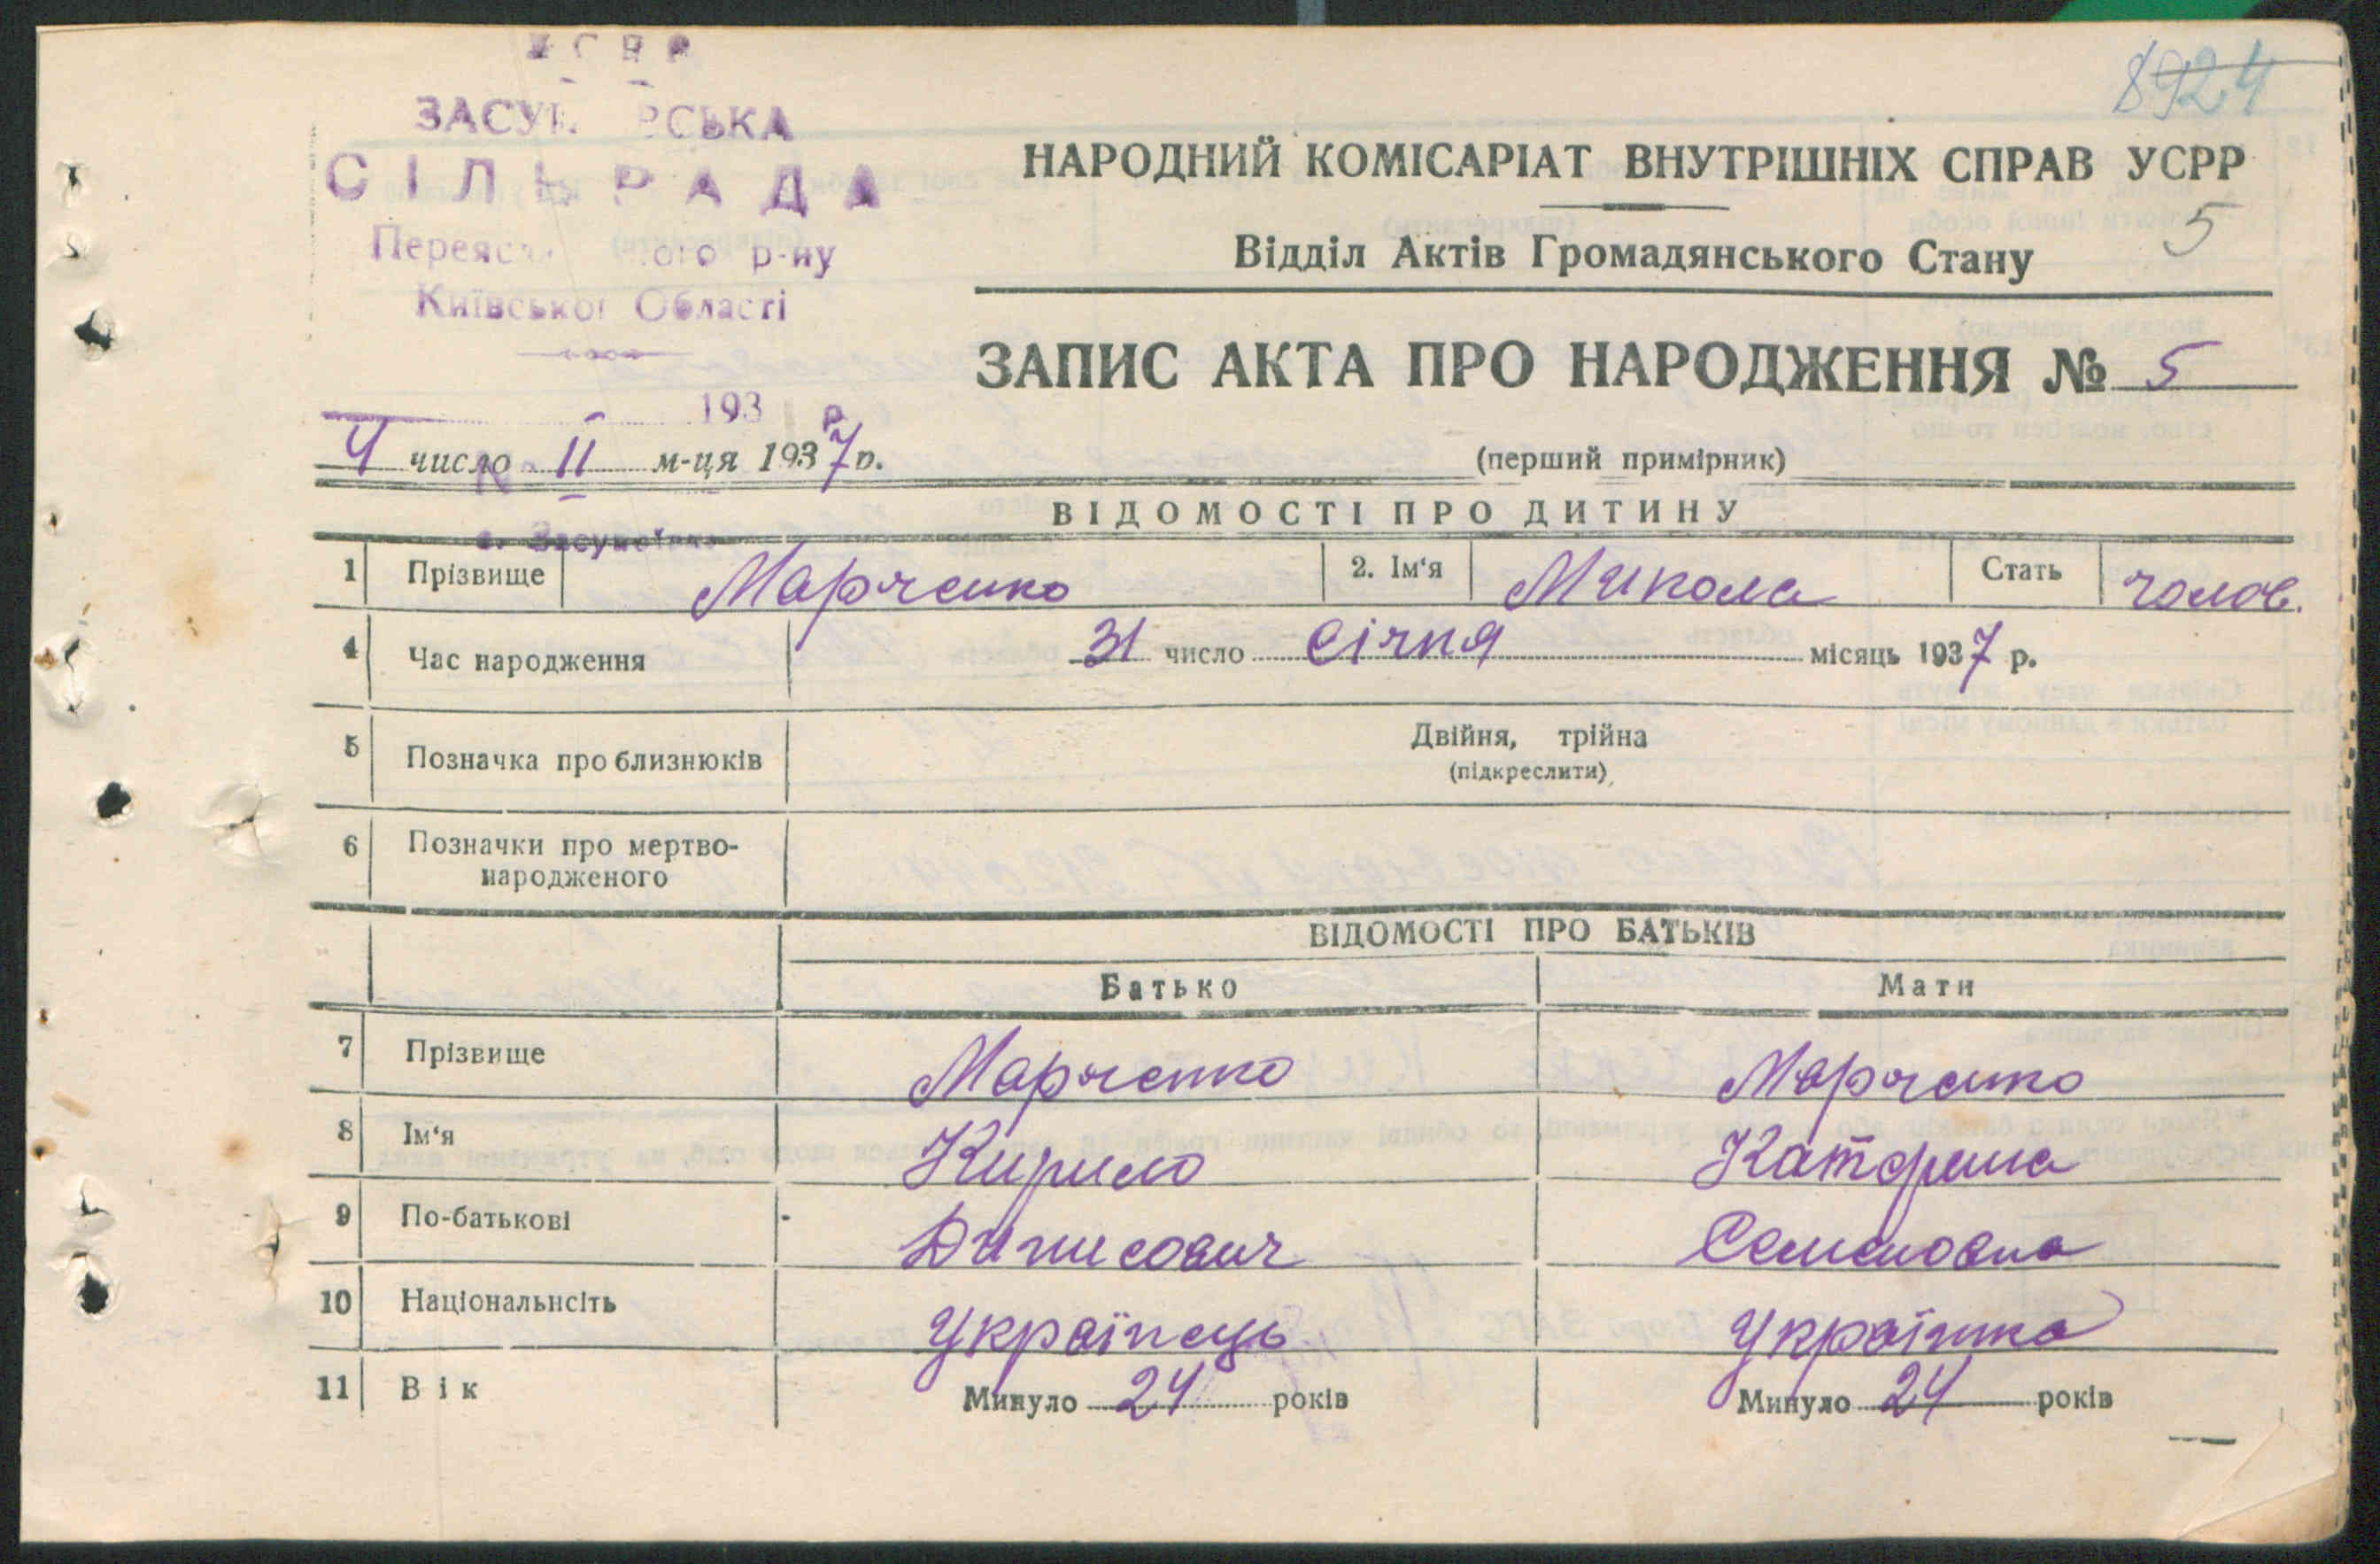 УСРР
ЗАСУ РСЬКА
СІЛЬРАДА
Переяс ого р-ну
Київської Області
193 р
8924
НАРОДНИЙ КОМІСАРІАТ ВНУТРІШНІХ СПРАВ УСРР
5
Відділ Актів Громадянського Стану
ЗАПИС АКТА ПРО НАРОДЖЕННЯ № 5
4 число II м-ця 1937 р.
(перший примірник)
ВІДОМОСТІ ПРО ДИТИНУ
1 Прізвище Марченко 2. Ім'я Микола Стать чолов.
4 Час народження 31 число Січня місяць 1937 р.
5 Позначка про близнюків Двійня, трійна
(підкреслити)
6 Позначки про мертво-
народженого
ВІДОМОСТІ ПРО БАТЬКІВ
Батько Мати
7 Прізвище Марченко Марченко
8 Ім'я Кирило Катерина
9 По-батькові Динисович Семеновна
10 Національнсіть Українець Українка
11 Вік Минуло 24 років Минуло 24 років